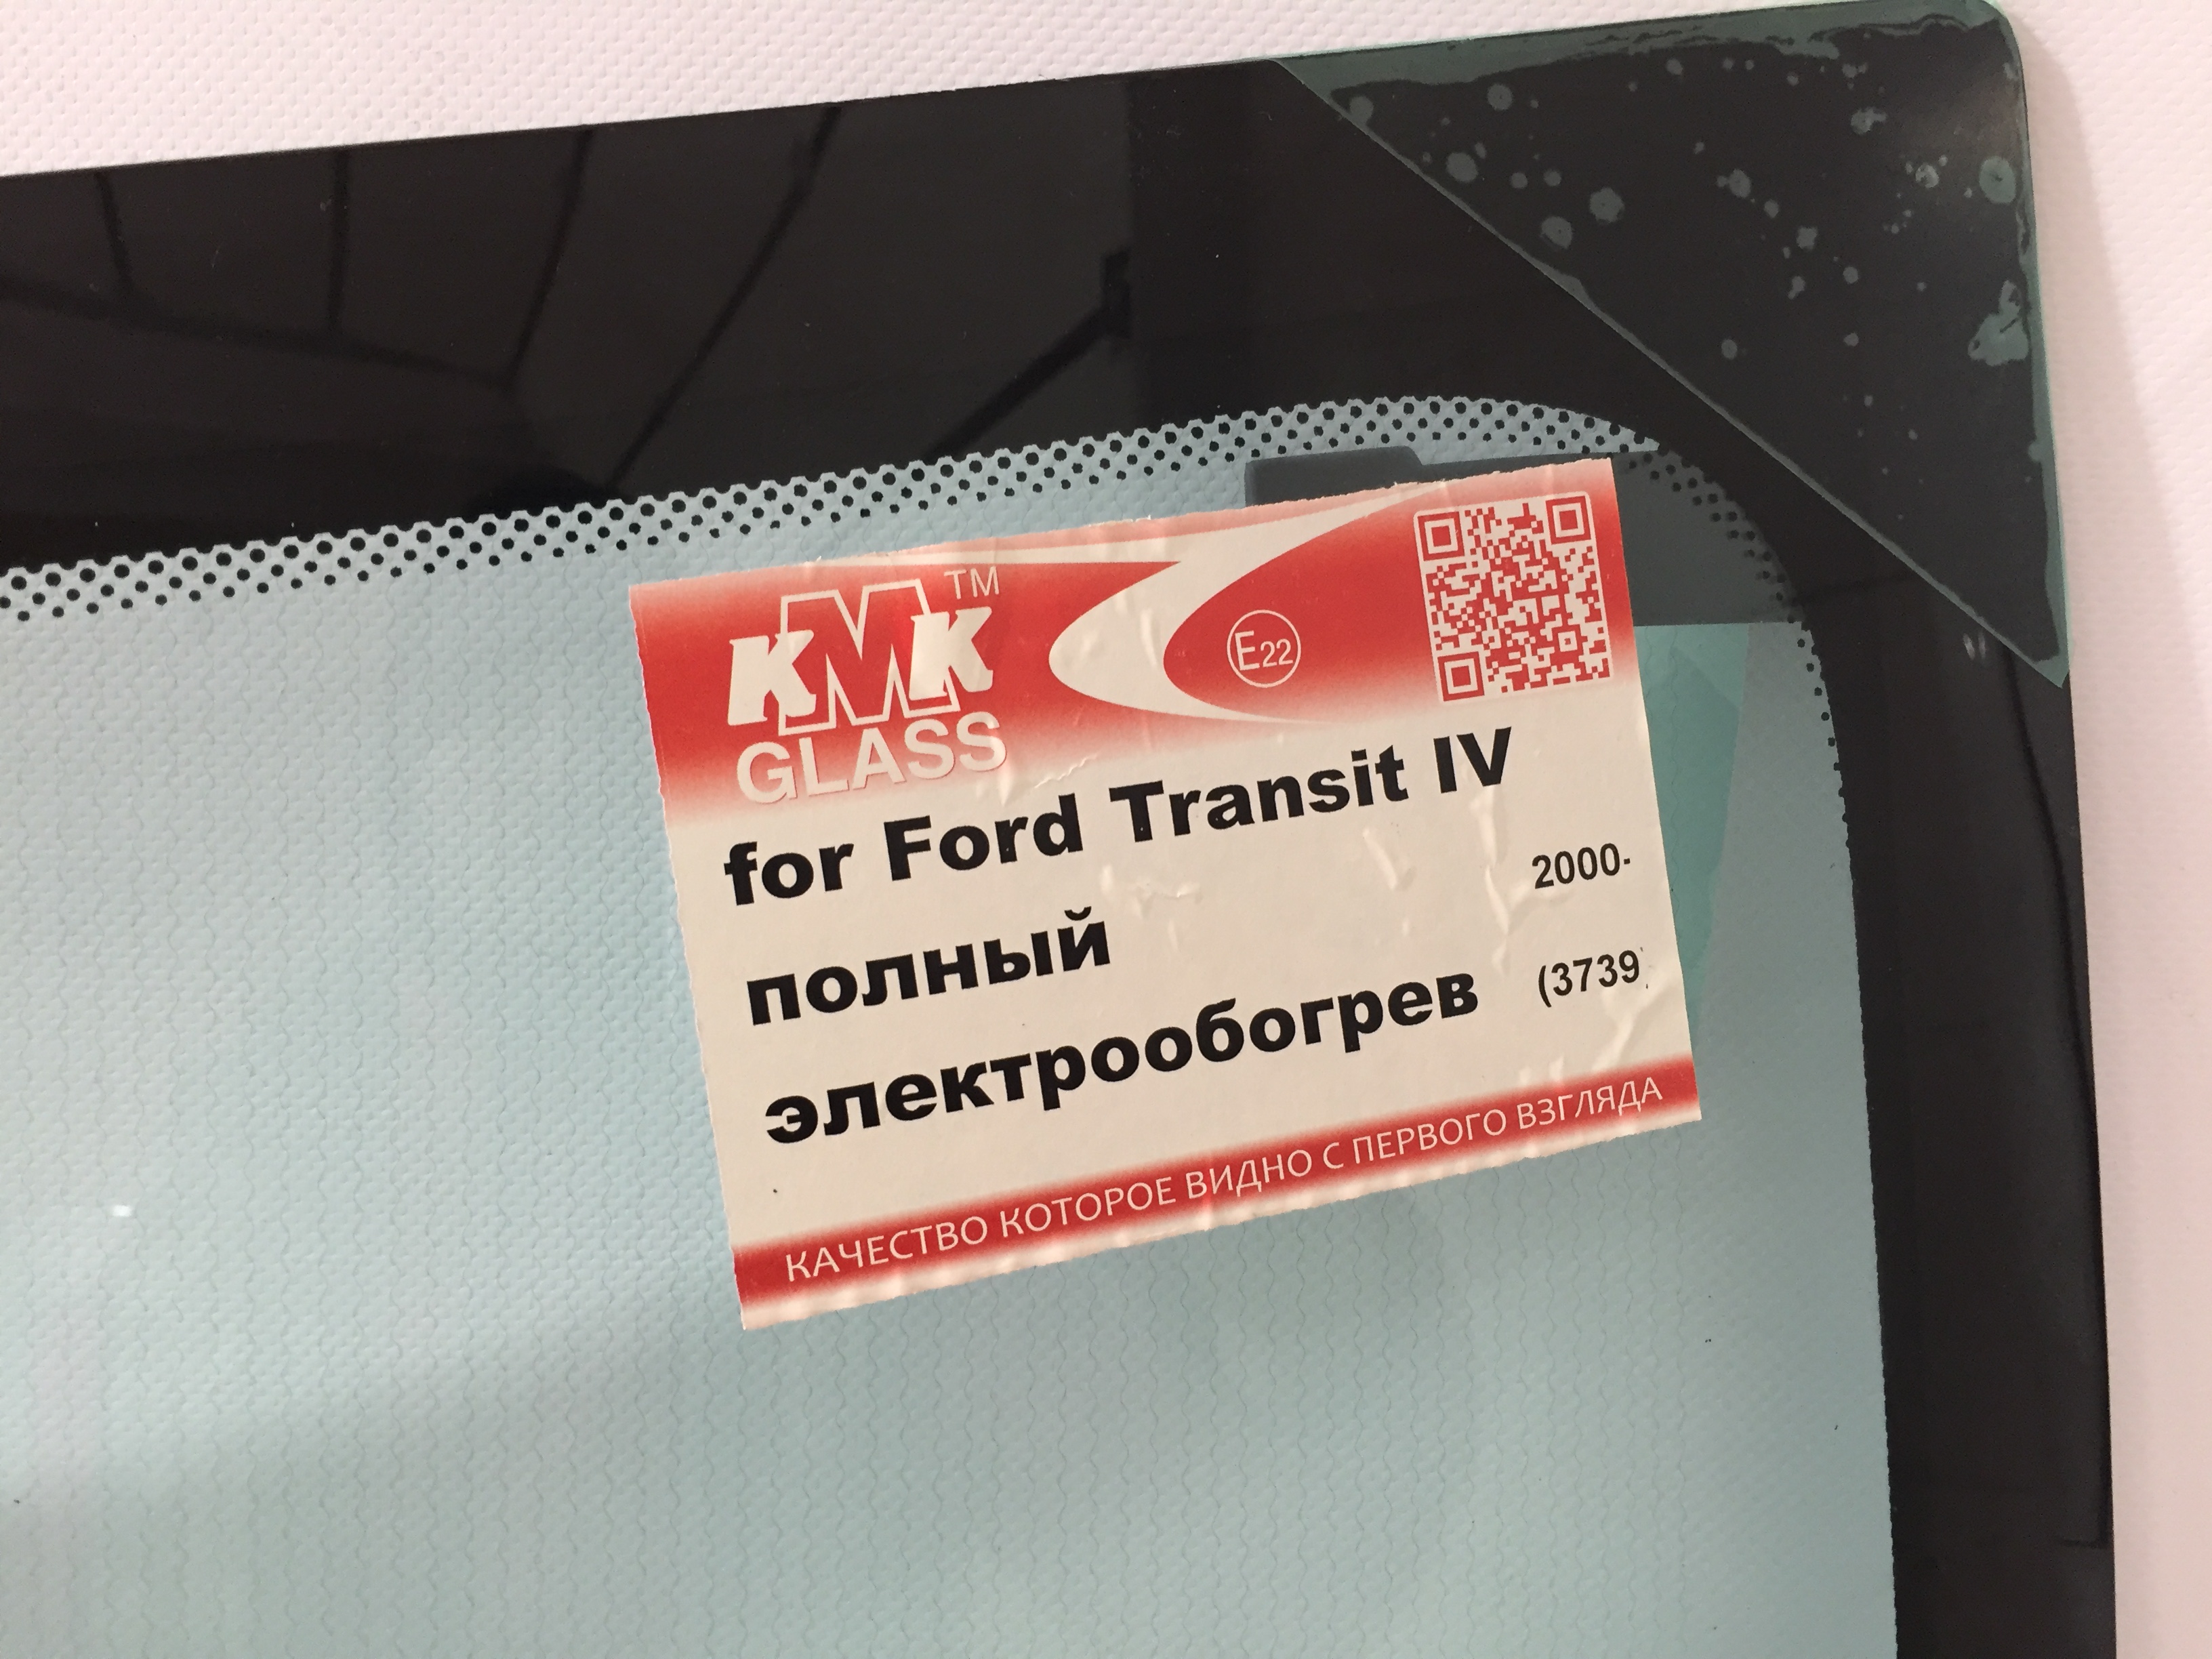 KMK™
GLASS
E22
for Ford Transit IV
2000-
полный
электрообогрев
(3739)
КАЧЕСТВО КОТОРОЕ ВИДНО С ПЕРВОГО ВЗГЛЯДА